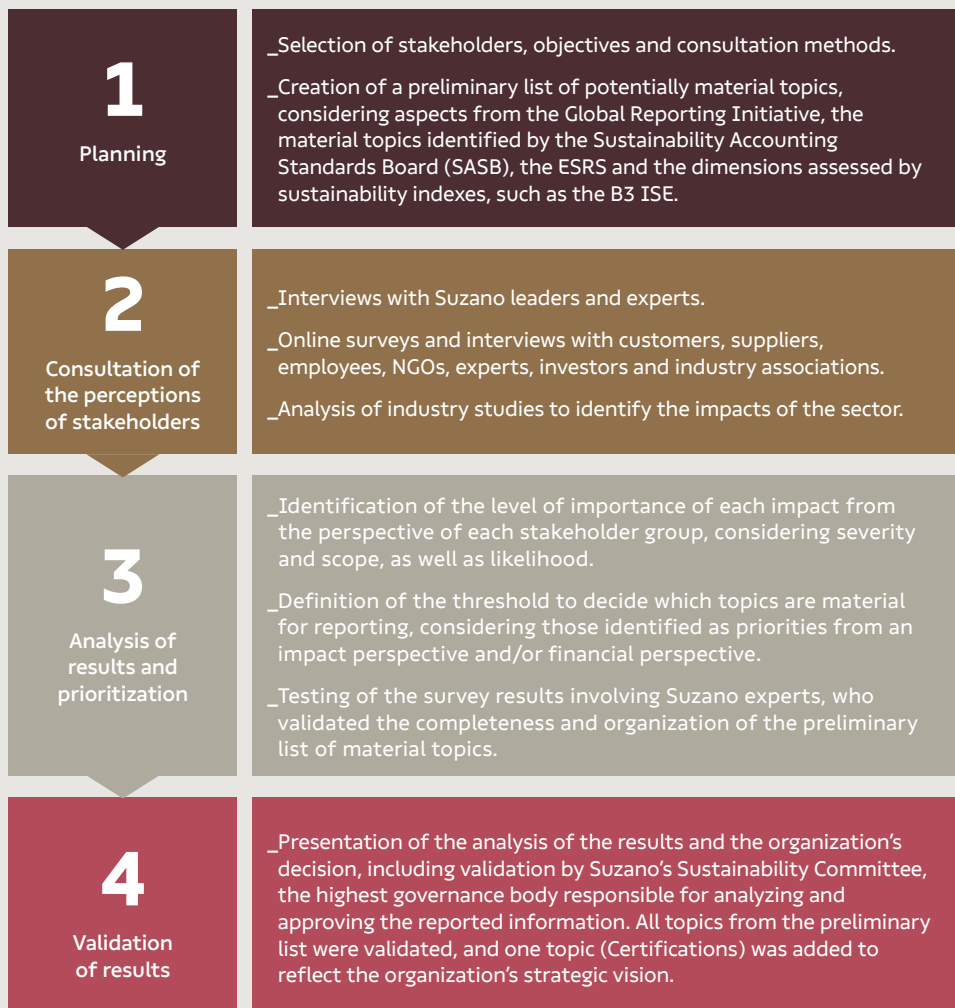 1
Planning
_Selection of stakeholders, objectives and consultation methods.
_Creation of a preliminary list of potentially material topics,
considering aspects from the Global Reporting Initiative, the
material topics identified by the Sustainability Accounting
Standards Board (SASB), the ESRS and the dimensions assessed by
sustainability indexes, such as the B3 ISE.
2
Consultation of
the perceptions
of stakeholders
_Interviews with Suzano leaders and experts.
_Online surveys and interviews with customers, suppliers,
employees, NGOs, experts, investors and industry associations.
_Analysis of industry studies to identify the impacts of the sector.
3
Analysis of
results and
prioritization
_Identification of the level of importance of each impact from
the perspective of each stakeholder group, considering severity
and scope, as well as likelihood.
_Definition of the threshold to decide which topics are material
for reporting, considering those identified as priorities from an
impact perspective and/or financial perspective.
_Testing of the survey results involving Suzano experts, who
validated the completeness and organization of the preliminary
list of material topics.
4
Validation
of results
_Presentation of the analysis of the results and the organization’s
decision, including validation by Suzano’s Sustainability Committee,
the highest governance body responsible for analyzing and
approving the reported information. All topics from the preliminary
list were validated, and one topic (Certifications) was added to
reflect the organization’s strategic vision.